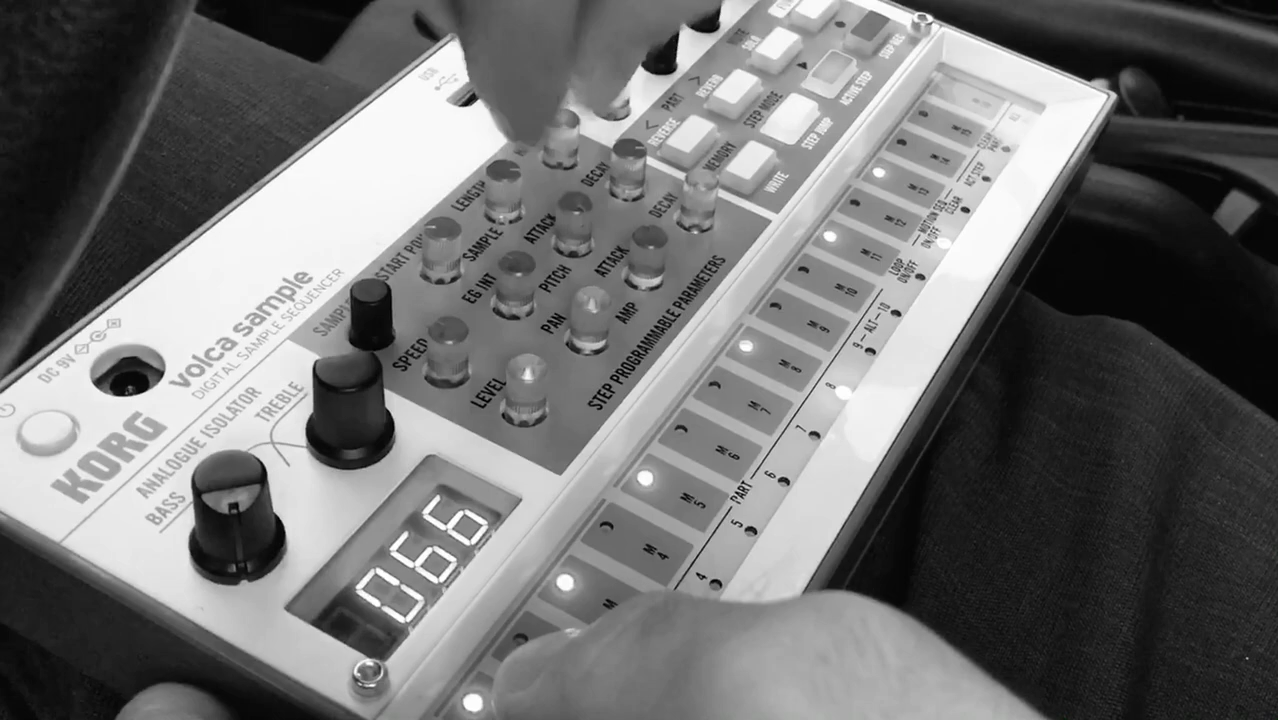 DC 9V
KORG
volca sample
DIGITAL SAMPLE SEQUENCER
ANALOGUE ISOLATOR
BASS
TREBLE
066
USB
START
LENGTH
SAMPLE
SPEED
EG INT
ATTACK
DECAY
LEVEL
PAN
PITCH
ATTACK
DECAY
AMP
STEP PROGRAMMABLE PARAMETERS
PART
REVERSE
REVERB
SOLO
MEMORY
STEP MODE
WRITE
STEP JUMP
ACTIVE STEP
STEP REC
M
M 4
M 5
M 6
M 7
M 8
M 9
M 10
M 11
M 12
M 13
M 14
M 15
PART
4
5
6
7
8
9
ALT
10
LOOP ON/OFF
MOTION SEQ
ON/OFF
CLEAR
ACT STEP
CLEAR